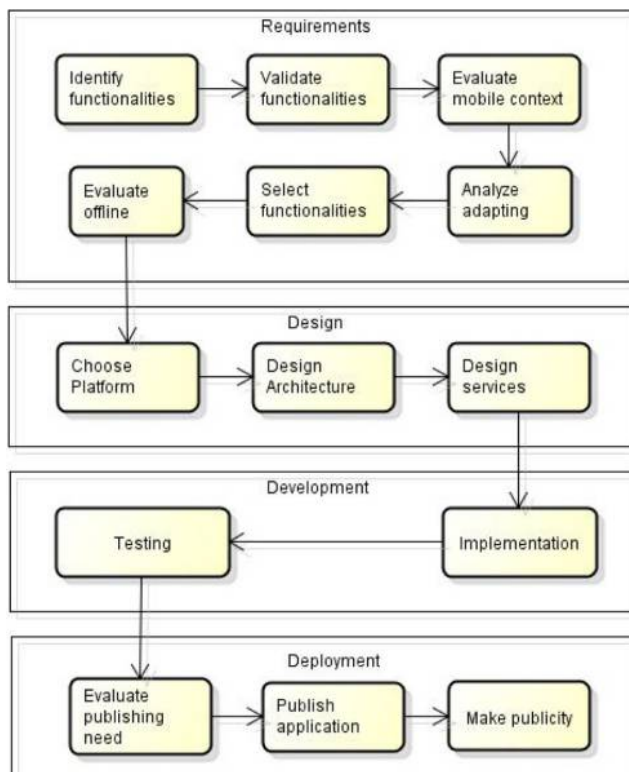 Requirements
Identify
functionalities
Validate
functionalities
Evaluate
mobile context
Evaluate
offline
Select
functionalities
Analyze
adapting
Design
Choose
Platform
Design
Architecture
Design
services
Development
Testing
Implementation
Deployment
Evaluate
publishing
need
Publish
application
Make publicity